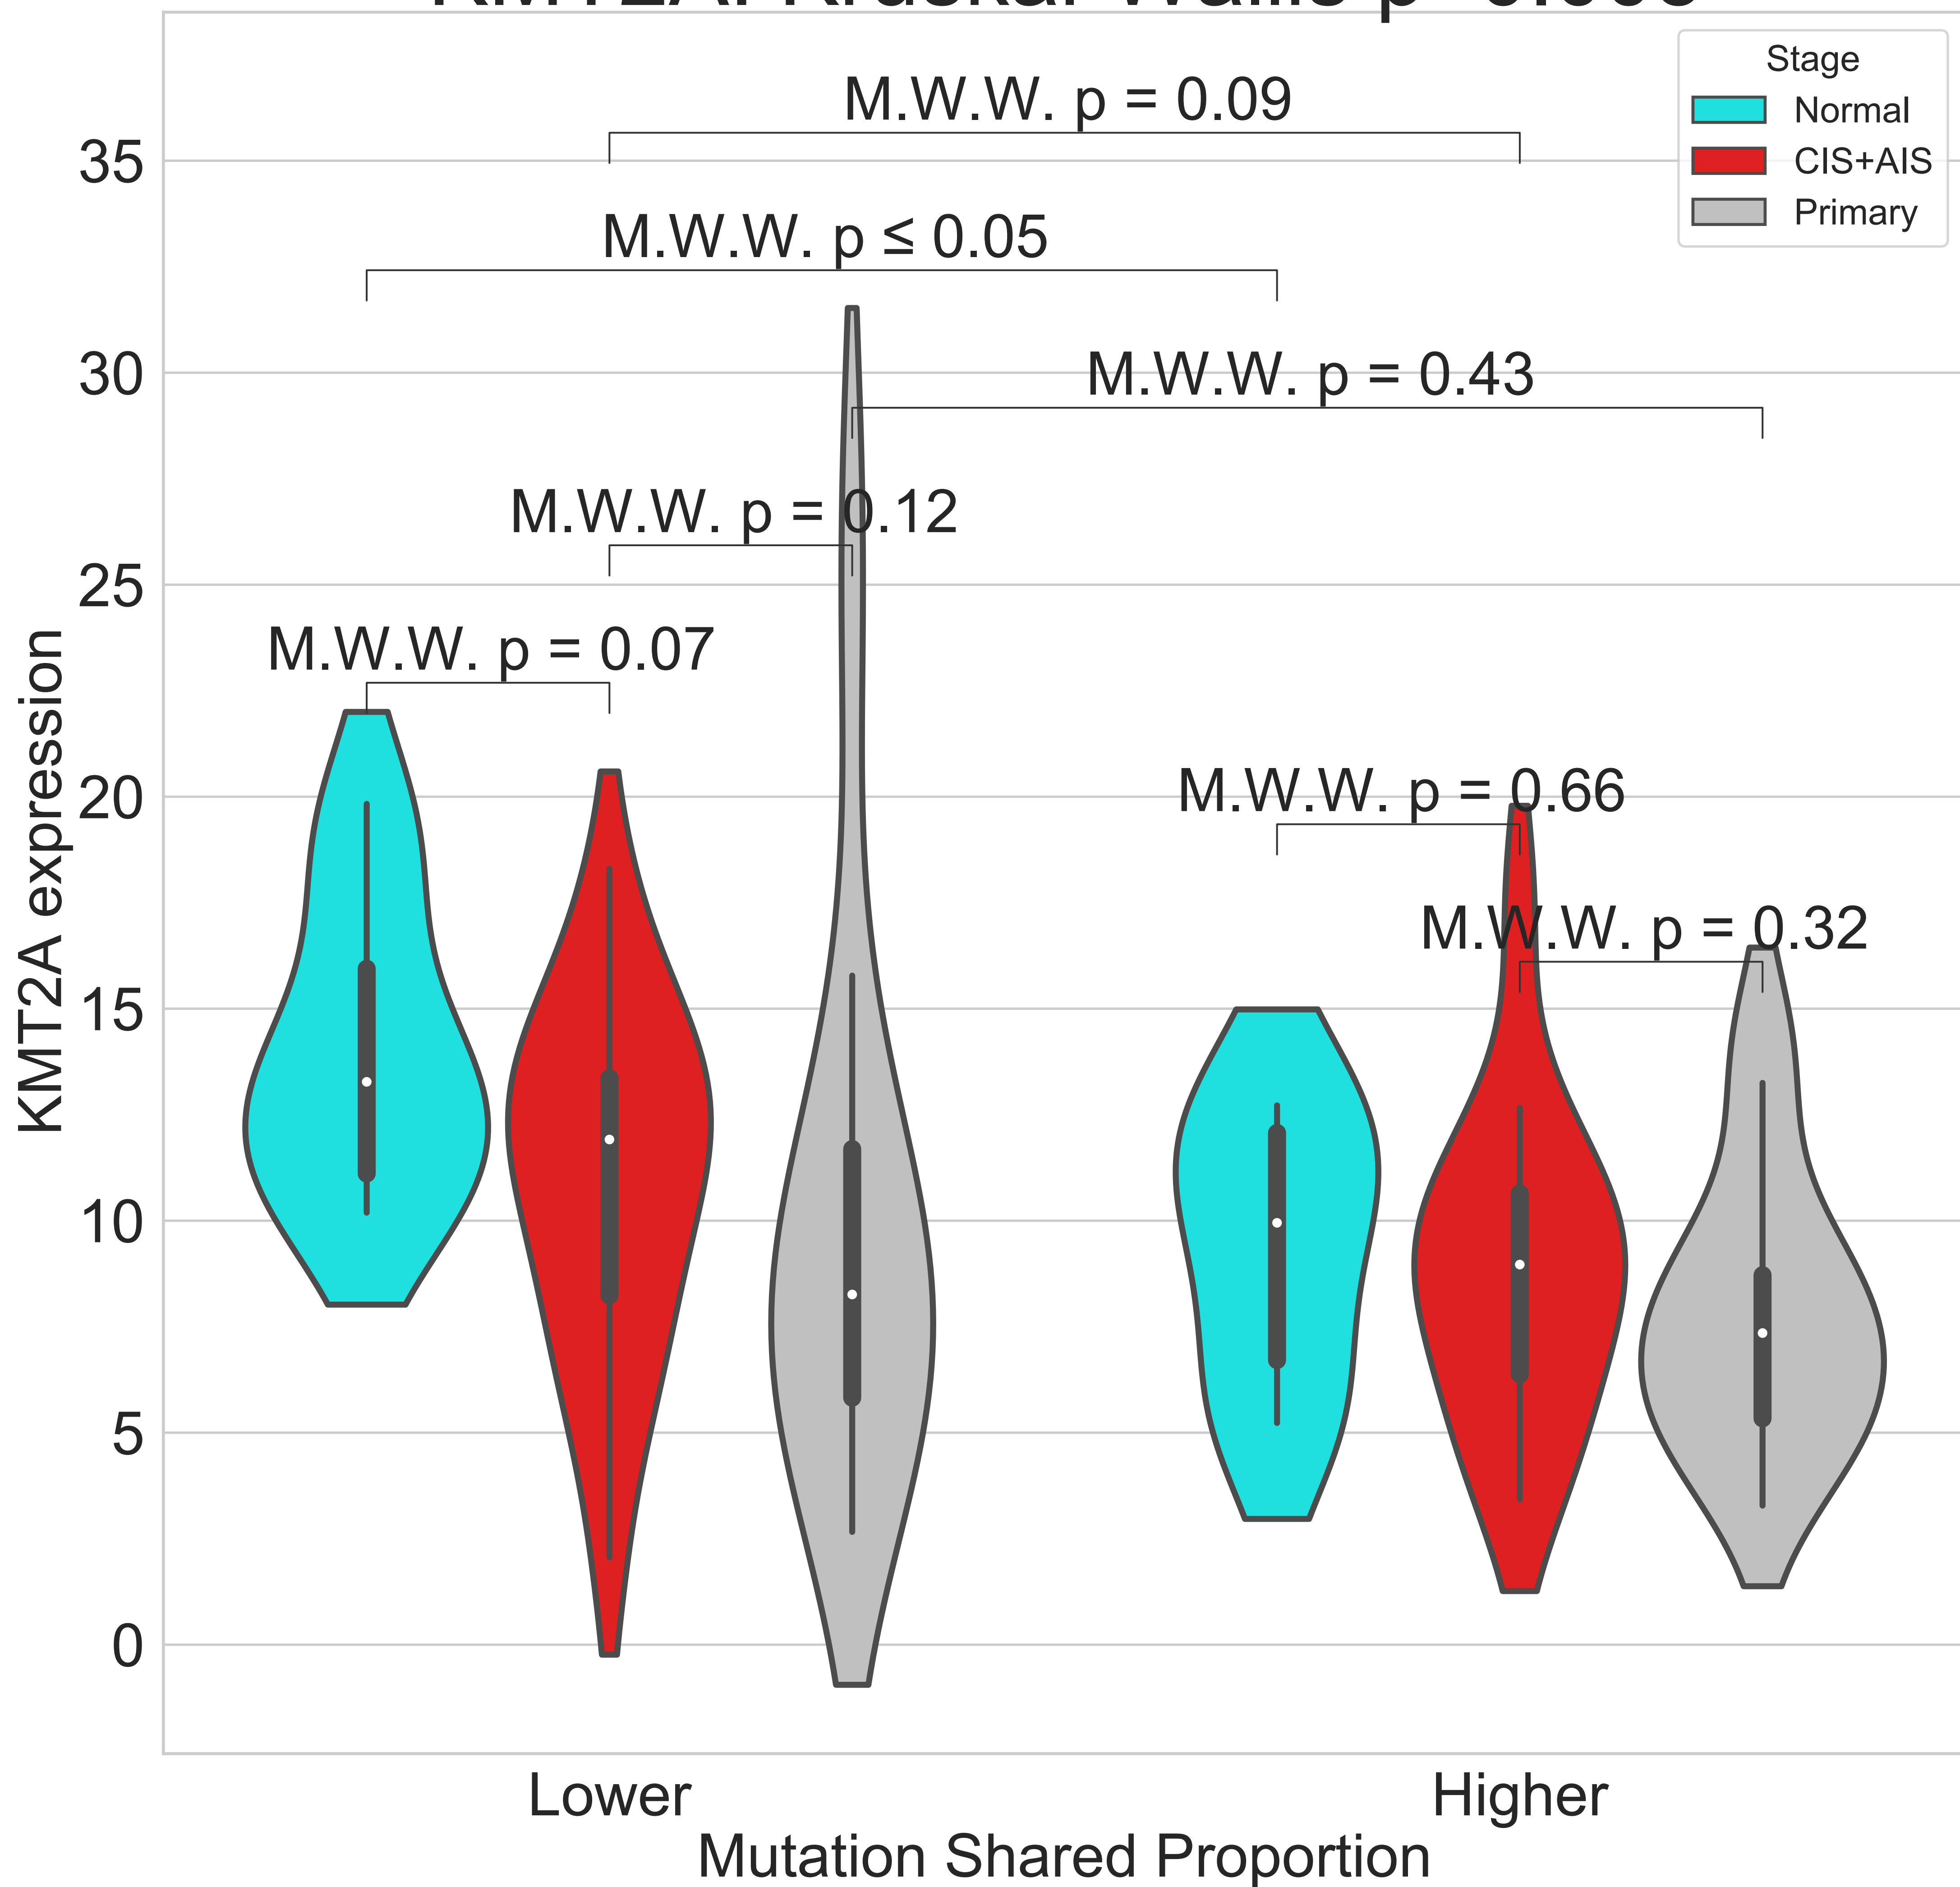 Stage
Normal
CIS+AIS
Primary
M.W.W. p = 0.09
M.W.W. p ≤ 0.05
M.W.W. p = 0.43
M.W.W. p = 0.12
M.W.W. p = 0.07
M.W.W. p = 0.66
M.W.W. p = 0.32
35
30
25
20
15
10
5
0
KMT2A expression
Lower
Higher
Mutation Shared Proportion